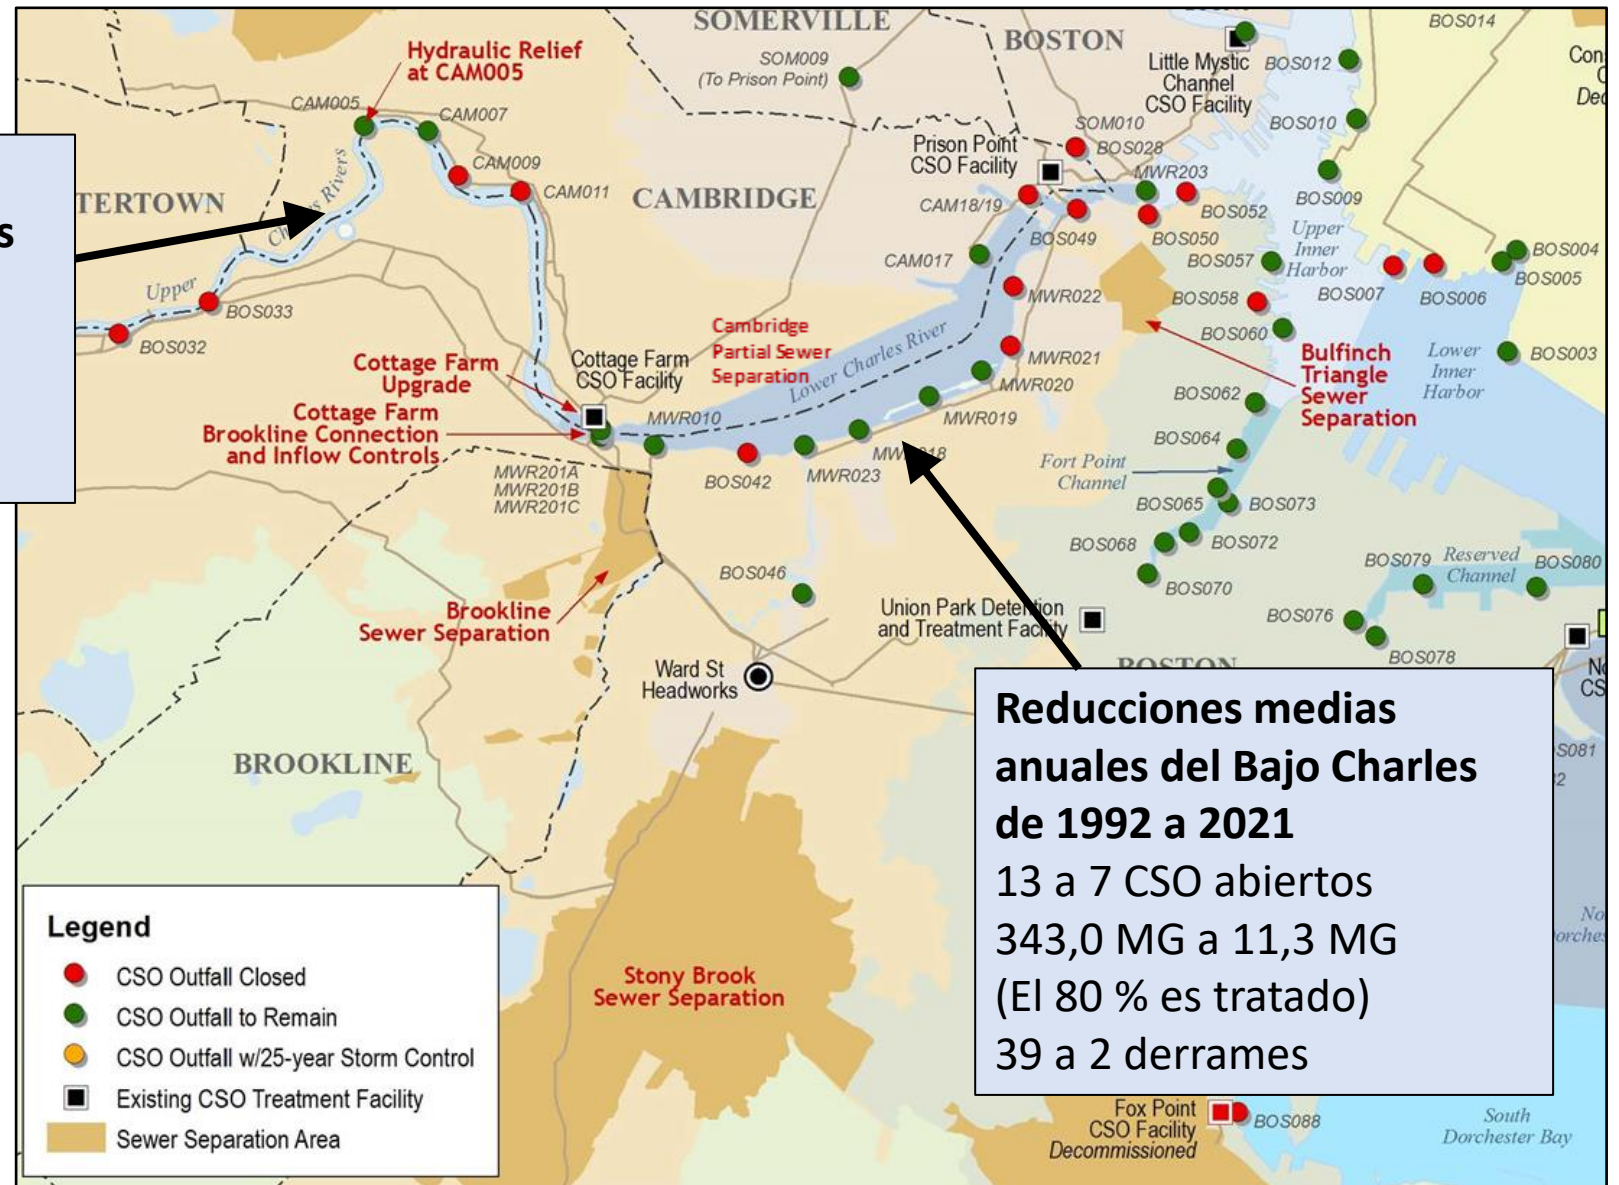 SOMERVILLE
BOSTON
BOS014
Hydraulic Relief
at CAM005
SOM009
(To Prison Point)
Little Mystic
Channel
CSO Facility
BOS012
CAM005
CAM007
SOM010
BOS010
Prison Point
CSO Facility
BOS028
CAM009
MWR203
TERTOWN
CAM011
CAMBRIDGE
CAM18/19
BOS052
BOS009
BOS049
BOS050
Upper
Inner
Harbor
CAM017
BOS057
BOS004
BOS005
Upper
BOS033
MWR022
BOS058
BOS007
BOS006
BOS032
Cambridge
Partial Sewer
Separation
Lower Charles River
BOS060
Cottage Farm
Upgrade
Cottage Farm
CSO Facility
MWR021
Bulfinch
Triangle
Sewer
Separation
Lower
Inner
Harbor
BOS003
MWR020
Cottage Farm
Brookline Connection
and Inflow Controls
MWR010
MWR019
BOS062
MWR018
BOS064
MWR201A
MWR201B
MWR201C
BOS042
MWR023
Fort Point
Channel
BOS065
BOS073
BOS068
BOS072
BOS046
BOS070
BOS079
Reserved
Channel
BOS080
Brookline
Sewer Separation
Union Park Detention
and Treatment Facility
BOS076
BOS078
Ward St
Headworks
BOSTON
BROOKLINE
Reducciones medias
anuales del Bajo Charles
de 1992 a 2021
13 a 7 CSO abiertos
343,0 MG a 11,3 MG
(El 80 % es tratado)
39 a 2 derrames
S081
Stony Brook
Sewer Separation
Legend
CSO Outfall Closed
CSO Outfall to Remain
CSO Outfall w/25-year Storm Control
Existing CSO Treatment Facility
Sewer Separation Area
Fox Point
CSO Facility
Decommissioned
BOS088
South
Dorchester Bay